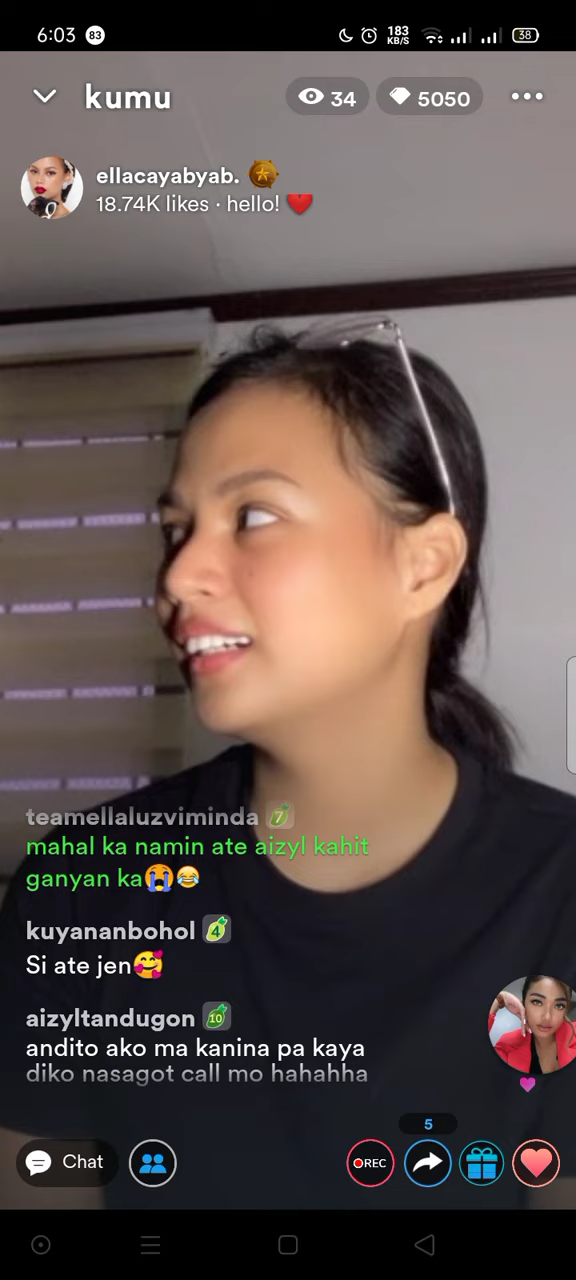 6:03 83 183 KB/S 38
kumu 34 5050
ellacayabyab.
18.74K likes · hello! ❤️
teamellaluzviminda 7
mahal ka namin ate aizyl kahit
ganyan ka😭😂
kuyananbohol 4
Si ate jen🥰
aizyltandugon 10
andito ako ma kanina pa kaya
diko nasagot call mo hahahha
5
Chat REC